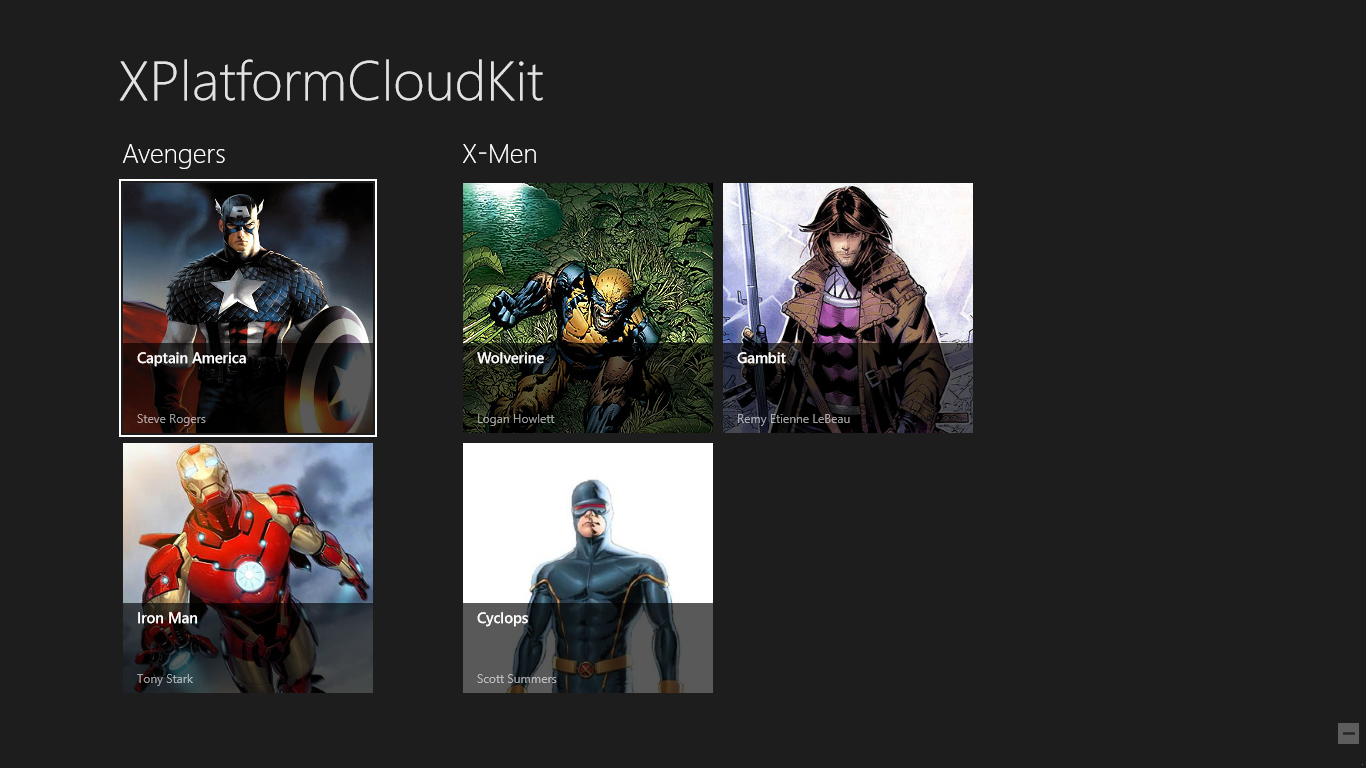 XPlatformCloudKit
Avengers
X-Men
Captain America
Steve Rogers
Wolverine
Logan Howlett
Gambit
Remy Etienne LeBeau
Iron Man
Tony Stark
Cyclops
Scott Summers